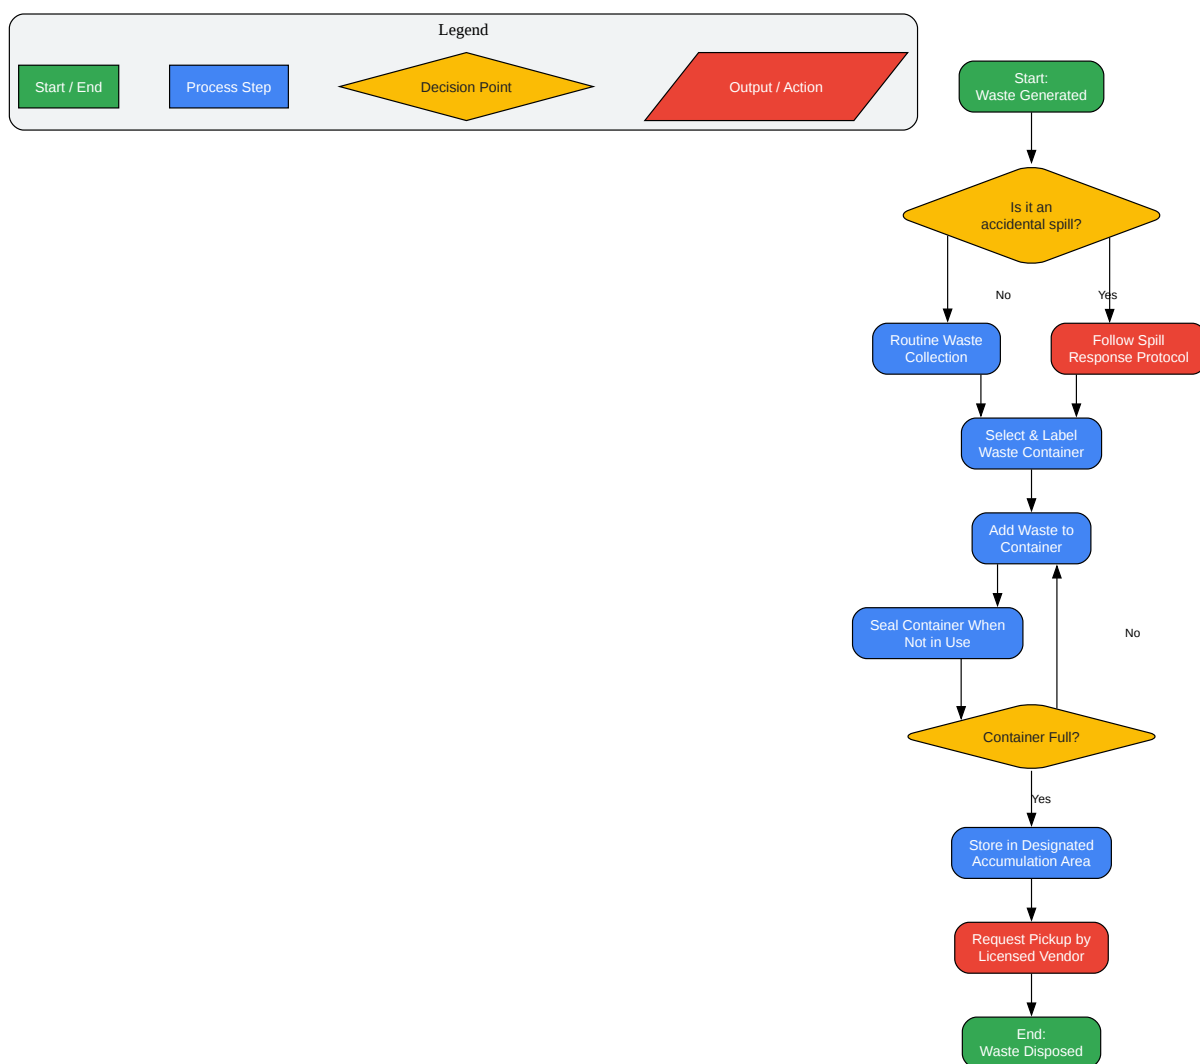 Legend
Start / End
Process Step
Decision Point
Output / Action
Start:
Waste Generated
Is it an
accidental spill?
No
Yes
Routine Waste
Collection
Follow Spill
Response Protocol
Select & Label
Waste Container
Add Waste to
Container
Seal Container When
Not in Use
No
Container Full?
Yes
Store in Designated
Accumulation Area
Request Pickup by
Licensed Vendor
End:
Waste Disposed